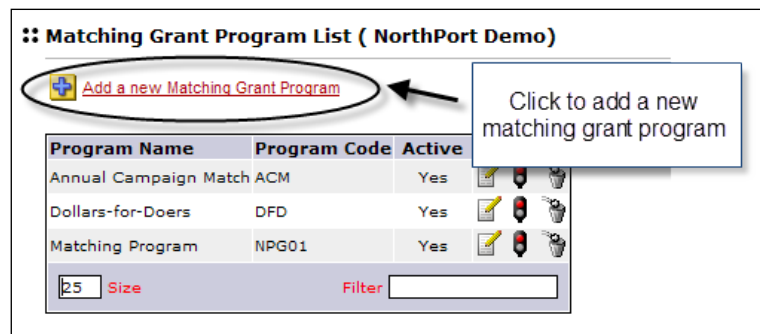 Matching Grant Program List ( NorthPort Demo)
Add a new Matching Grant Program
Click to add a new
matching grant program
Program Name Program Code Active
Annual Campaign Match ACM Yes
Dollars-for-Doers DFD Yes
Matching Program NPG01 Yes
25 Size Filter